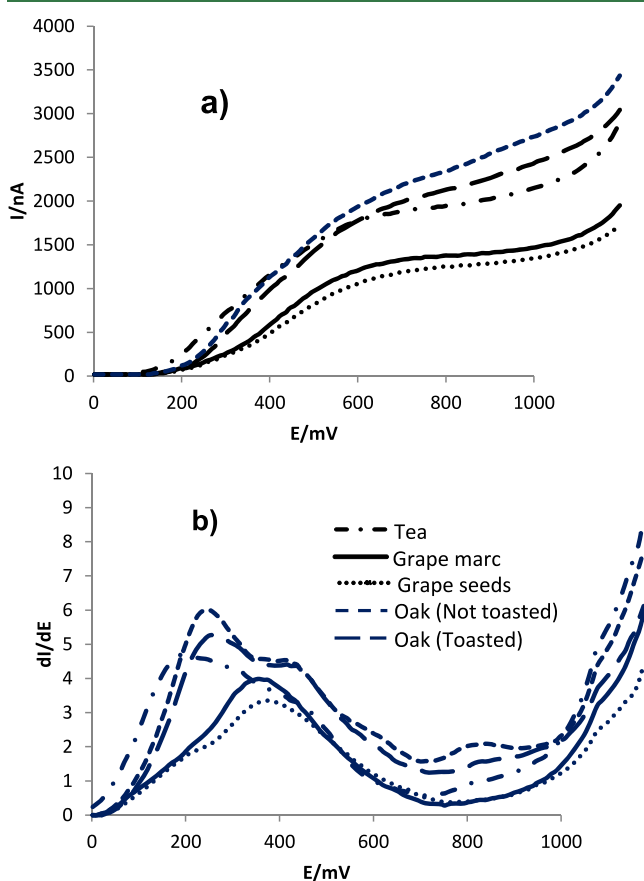 a)
I/nA
4000
3500
3000
2500
2000
1500
1000
500
0
0 200 400 600 800 1000
E/mV
b)
dI/dE
10
9
8
7
6
5
4
3
2
1
0
Tea
Grape marc
Grape seeds
Oak (Not toasted)
Oak (Toasted)
0 200 400 600 800 1000
E/mV